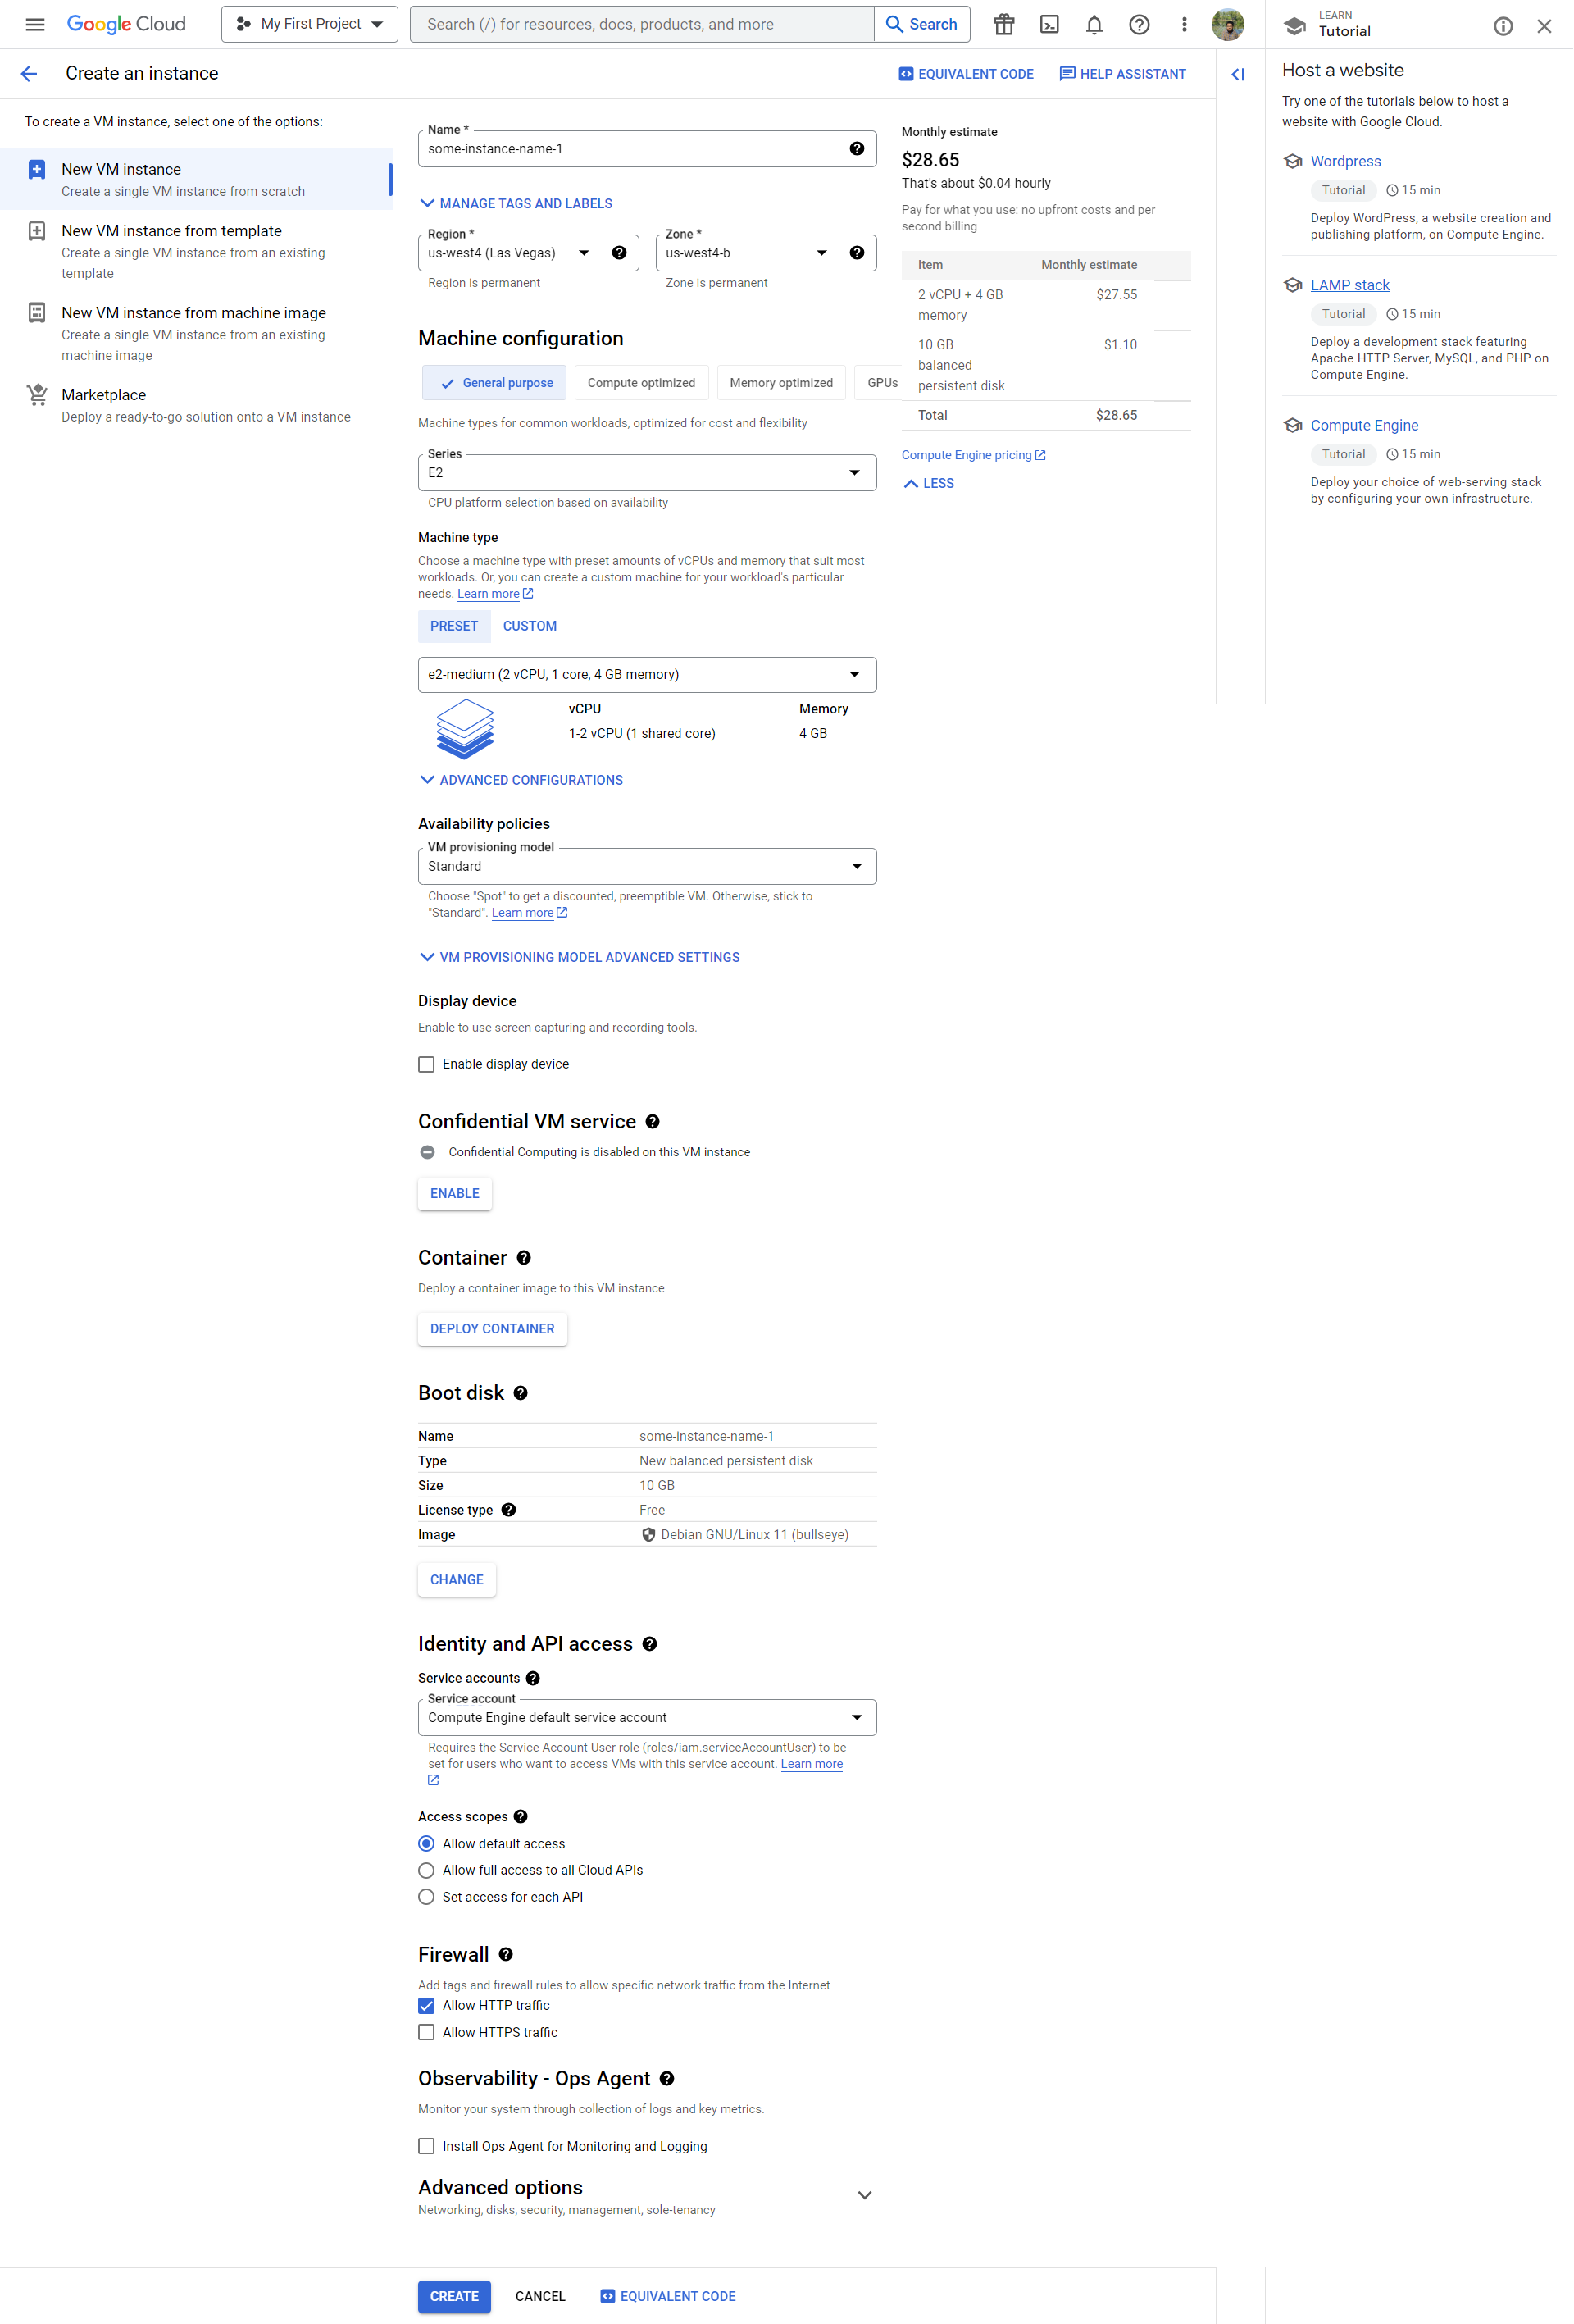 Google Cloud
My First Project
Search (/) for resources, docs, products, and more
Search
LEARN
Tutorial
Create an instance
EQUIVALENT CODE
HELP ASSISTANT
To create a VM instance, select one of the options:
New VM instance
Create a single VM instance from scratch
New VM instance from template
Create a single VM instance from an existing
template
New VM instance from machine image
Create a single VM instance from an existing
machine image
Marketplace
Deploy a ready-to-go solution onto a VM instance
Name *
some-instance-name-1
MANAGE TAGS AND LABELS
Region *
us-west4 (Las Vegas)
Region is permanent
Zone *
us-west4-b
Zone is permanent
Machine configuration
General purpose
Compute optimized
Memory optimized
GPUs
Machine types for common workloads, optimized for cost and flexibility
Series
E2
CPU platform selection based on availability
Machine type
Choose a machine type with preset amounts of vCPUs and memory that suit most
workloads. Or, you can create a custom machine for your workload's particular
needs. Learn more
PRESET
CUSTOM
e2-medium (2 vCPU, 1 core, 4 GB memory)
vCPU
1-2 vCPU (1 shared core)
Memory
4 GB
ADVANCED CONFIGURATIONS
Availability policies
VM provisioning model
Standard
Choose "Spot" to get a discounted, preemptible VM. Otherwise, stick to
"Standard". Learn more
VM PROVISIONING MODEL ADVANCED SETTINGS
Display device
Enable to use screen capturing and recording tools.
Enable display device
Confidential VM service
Confidential Computing is disabled on this VM instance
ENABLE
Container
Deploy a container image to this VM instance
DEPLOY CONTAINER
Boot disk
Name some-instance-name-1
Type New balanced persistent disk
Size 10 GB
License type Free
Image Debian GNU/Linux 11 (bullseye)
CHANGE
Identity and API access
Service accounts
Service account
Compute Engine default service account
Requires the Service Account User role (roles/iam.serviceAccountUser) to be
set for users who want to access VMs with this service account. Learn more
Access scopes
Allow default access
Allow full access to all Cloud APIs
Set access for each API
Firewall
Add tags and firewall rules to allow specific network traffic from the Internet
Allow HTTP traffic
Allow HTTPS traffic
Observability - Ops Agent
Monitor your system through collection of logs and key metrics.
Install Ops Agent for Monitoring and Logging
Advanced options
Networking, disks, security, management, sole-tenancy
CREATE
CANCEL
EQUIVALENT CODE
Monthly estimate
$28.65
That's about $0.04 hourly
Pay for what you use: no upfront costs and per
second billing
Item Monthly estimate
2 vCPU + 4 GB $27.55
memory
10 GB $1.10
balanced
persistent disk
Total $28.65
Compute Engine pricing
LESS
Host a website
Try one of the tutorials below to host a
website with Google Cloud.
Wordpress
Tutorial 15 min
Deploy WordPress, a website creation and
publishing platform, on Compute Engine.
LAMP stack
Tutorial 15 min
Deploy a development stack featuring
Apache HTTP Server, MySQL, and PHP on
Compute Engine.
Compute Engine
Tutorial 15 min
Deploy your choice of web-serving stack
by configuring your own infrastructure.